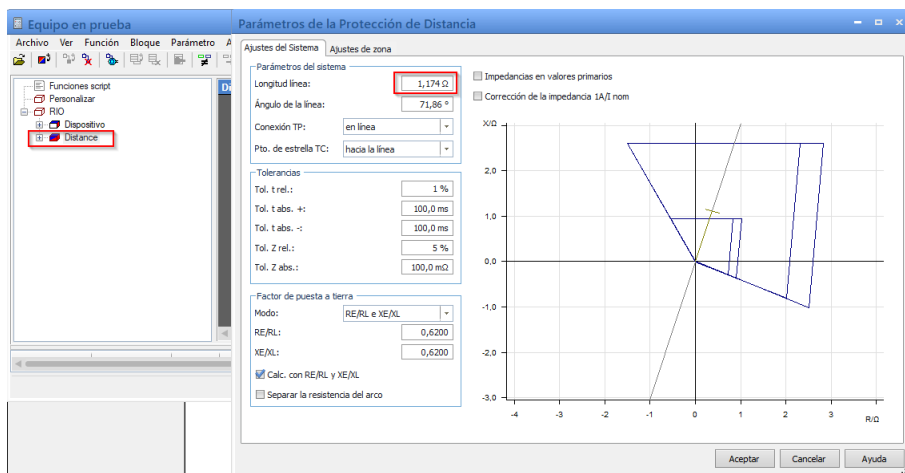 Equipo en prueba
Archivo Ver Función Bloque Parámetro A
Funciones script
Personalizar
RIO
Dispositivo
Distance
Di
Parámetros de la Protección de Distancia
Ajustes del Sistema Ajustes de zona
Parámetros del sistema
Longitud línea: 1,174 Ω
Ángulo de la línea: 71,86 °
Conexión TP: en línea
Pto. de estrella TC: hacia la línea
Tolerancias
Tol. t rel.: 1 %
Tol. t abs. +: 100,0 ms
Tol. t abs. -: 100,0 ms
Tol. Z rel.: 5 %
Tol. Z abs.: 100,0 mΩ
Factor de puesta a tierra
Modo: RE/RL e XE/XL
RE/RL: 0,6200
XE/XL: 0,6200
Calc. con RE/RL y XE/XL
Separar la resistencia del arco
Impedancias en valores primarios
Corrección de la impedancia 1A/I nom
X/Ω
2,0
1,0
0,0
-1,0
-2,0
-3,0
-4 -3 -2 -1 0 1 2 3
R/Ω
Aceptar Cancelar Ayuda